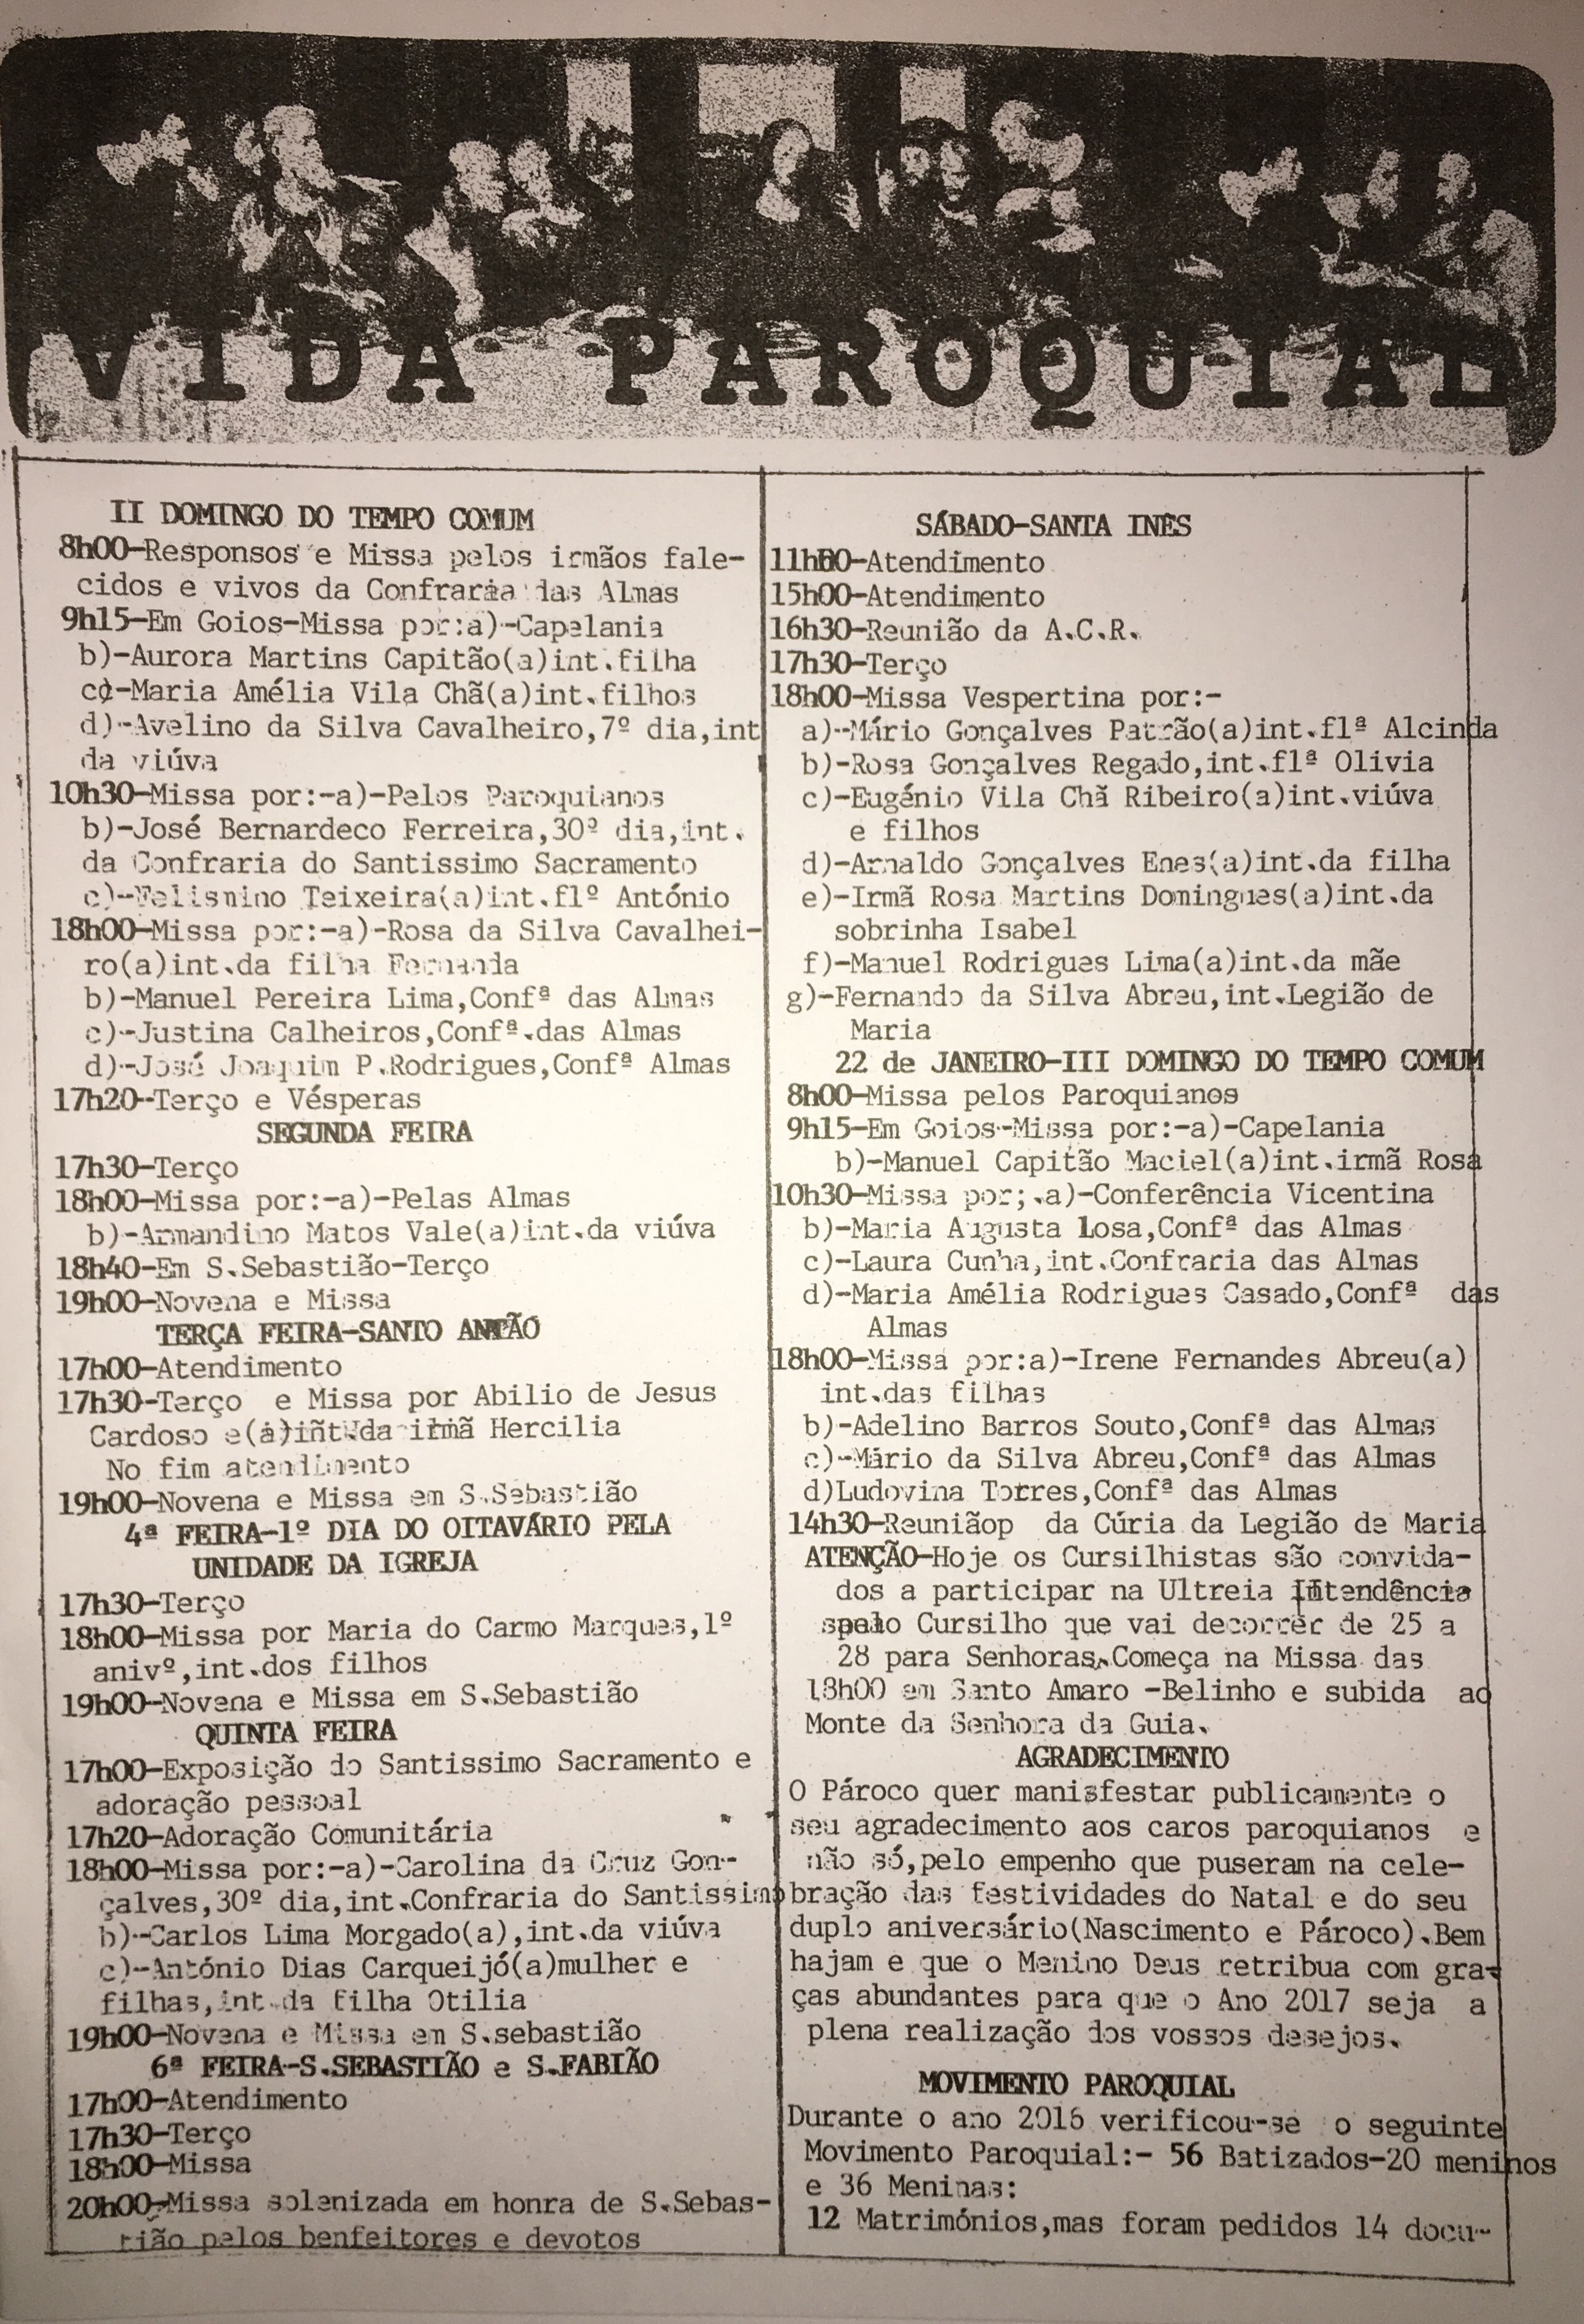 VIDA PAROQUIAL
II DOMINGO DO TEMPO COMUM
8h00-Responsos e Missa pelos irmãos fale-
cidos e vivos da Confraria das Almas
9h15-Em Goios-Missa por:a)-Capelania
b)-Aurora Martins Capitão(a)int.filha
c)-Maria Amélia Vila Chã(a)int.filhos
d)-Avelino da Silva Cavalheiro,7º dia,int
da viúva
10h30-Missa por:-a)-Pelos Paroquianos
b)-José Bernardeco Ferreira,30º dia,int.
da Confraria do Santissimo Sacramento
c)-Felismino Teixeira(a)int.flº António
18h00-Missa por:-a)-Rosa da Silva Cavalhei-
ro(a)int.da filha Fernanda
b)-Manuel Pereira Lima,Confª das Almas
c)-Justina Calheiros,Confª.das Almas
d)-José Joaquim P.Rodrigues,Confª Almas
17h20-Terço e Vésperas
SEGUNDA FEIRA
17h30-Terço
18h00-Missa por:-a)-Pelas Almas
b)-Armandino Matos Vale(a)int.da viúva
18h40-Em S.Sebastião-Terço
19h00-Novena e Missa
TERÇA FEIRA-SANTO ANTÃO
17h00-Atendimento
17h30-Terço e Missa por Abilio de Jesus
Cardoso e(a)int.da irmã Hercilia
No fim atendimento
19h00-Novena e Missa em S.Sebastião
4ª FEIRA-1º DIA DO OITAVÁRIO PELA
UNIDADE DA IGREJA
17h30-Terço
18h00-Missa por Maria do Carmo Marques,1º
anivº,int.dos filhos
19h00-Novena e Missa em S.Sebastião
QUINTA FEIRA
17h00-Exposição do Santissimo Sacramento e
adoração pessoal
17h20-Adoração Comunitária
18h00-Missa por:-a)-Carolina da Cruz Gon-
çalves,30º dia,int.Confraria do Santissimo
b)-Carlos Lima Morgado(a),int.da viúva
c)-António Dias Carqueijó(a)mulher e
filhas,int.da filha Otilia
19h00-Novena e Missa em S.sebastião
6ª FEIRA-S.SEBASTIÃO e S.FABIÃO
17h00-Atendimento
17h30-Terço
18h00-Missa
20h00-Missa solenizada em honra de S.Sebas-
tião pelos benfeitores e devotos
SÁBADO-SANTA INÊS
11h00-Atendimento
15h00-Atendimento
16h30-Reunião da A.C.R.
17h30-Terço
18h00-Missa Vespertina por:-
a)-Mário Gonçalves Patrão(a)int.flª Alcinda
b)-Rosa Gonçalves Regado,int.flª Olivia
c)-Eugénio Vila Chã Ribeiro(a)int.viúva
e filhos
d)-Arnaldo Gonçalves Enes(a)int.da filha
e)-Irmã Rosa Martins Domingues(a)int.da
sobrinha Isabel
f)-Manuel Rodrigues Lima(a)int.da mãe
g)-Fernando da Silva Abreu,int.Legião de
Maria
22 de JANEIRO-III DOMINGO DO TEMPO COMUM
8h00-Missa pelos Paroquianos
9h15-Em Goios-Missa por:-a)-Capelania
b)-Manuel Capitão Maciel(a)int.irmã Rosa
10h30-Missa por;.a)-Conferência Vicentina
b)-Maria Augusta Losa,Confª das Almas
c)-Laura Cunha,int.Confraria das Almas
d)-Maria Amélia Rodrigues Casado,Confª das
Almas
18h00-Missa por:a)-Irene Fernandes Abreu(a)
int.das filhas
b)-Adelino Barros Souto,Confª das Almas
c)-Mário da Silva Abreu,Confª das Almas
d)Ludovina Torres,Confª das Almas
14h30-Reuniãop da Cúria da Legião de Maria
ATENÇÃO-Hoje os Cursilhistas são convida-
dos a participar na Ultreia Intendência
pelo Cursilho que vai decorrer de 25 a
28 para Senhoras.Começa na Missa das
18h00 em Santo Amaro -Belinho e subida ao
Monte da Senhora da Guia.
AGRADECIMENTO
O Pároco quer manisfestar publicamente o
seu agradecimento aos caros paroquianos e
não só,pelo empenho que puseram na cele-
bração das festividades do Natal e do seu
duplo aniversário(Nascimento e Pároco).Bem
hajam e que o Menino Deus retribua com gra-
ças abundantes para que o Ano 2017 seja a
plena realização dos vossos desejos.
MOVIMENTO PAROQUIAL
Durante o ano 2016 verificou-se o seguinte
Movimento Paroquial:- 56 Batizados-20 meninos
e 36 Meninas:
12 Matrimónios,mas foram pedidos 14 docu-